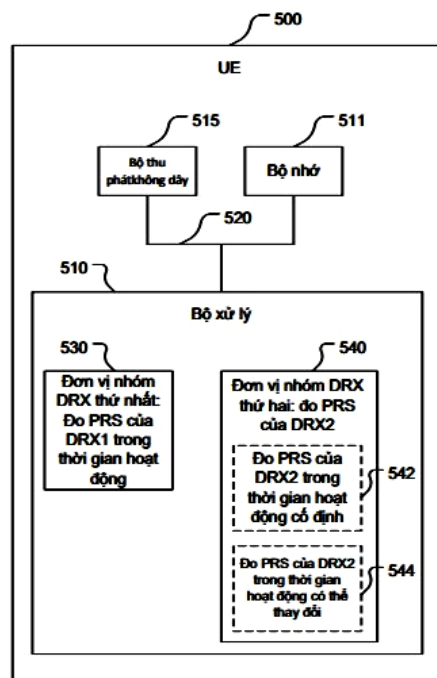 500
UE
515
511
Bộ thu
phátkhông dây
Bộ nhớ
520
510
Bộ xử lý
530
540
Đơn vị nhóm
DRX thứ nhất:
Đo PRS của
DRX1 trong
thời gian hoạt
động
Đơn vị nhóm DRX
thứ hai: đo PRS
của DRX2
Đo PRS của
DRX2 trong
thời gian hoạt
động cố định
542
Đo PRS của DRX2
trong thời gian
hoạt động có thể
thay đổi
544